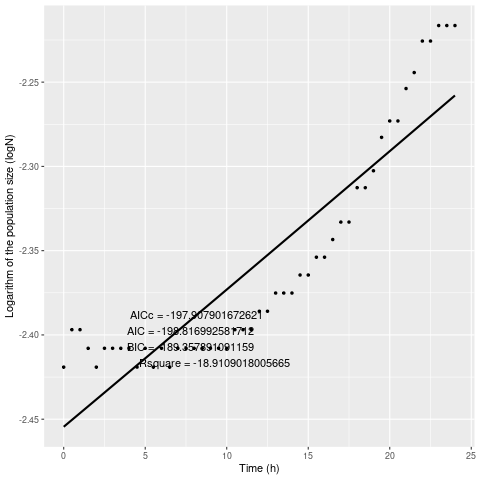 -2.25
-2.30
-2.35
-2.40
-2.45
Logarithm of the population size (logN)
AICc = -197.907901672621
AIC = -198.816992581712
BIC = -189.357891091159
Rsquare = -18.9109018005665
0
5
10
15
20
25
Time (h)